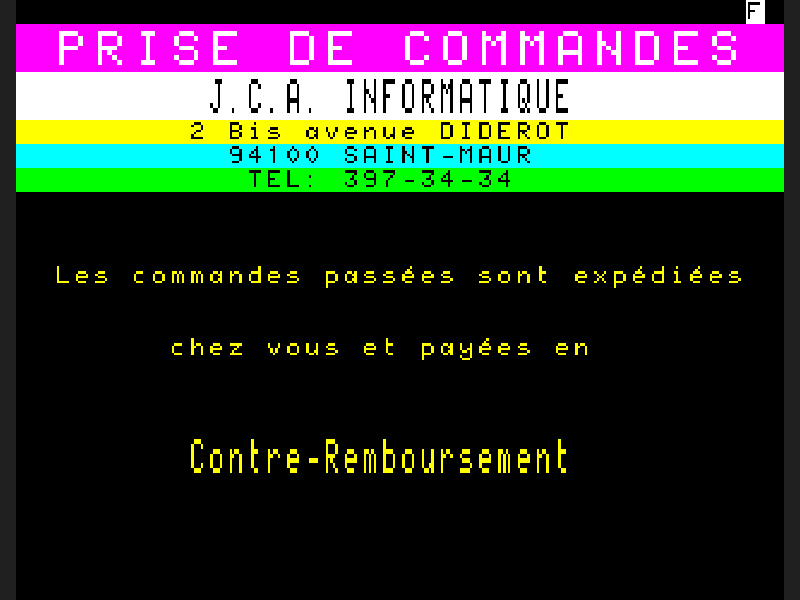 F
PRISE DE COMMANDES
J.C.A. INFORMATIQUE
2 Bis avenue DIDEROT
94100 SAINT-MAUR
TEL: 397-34-34
Les commandes passées sont expédiées
chez vous et payées en
Contre-Remboursement